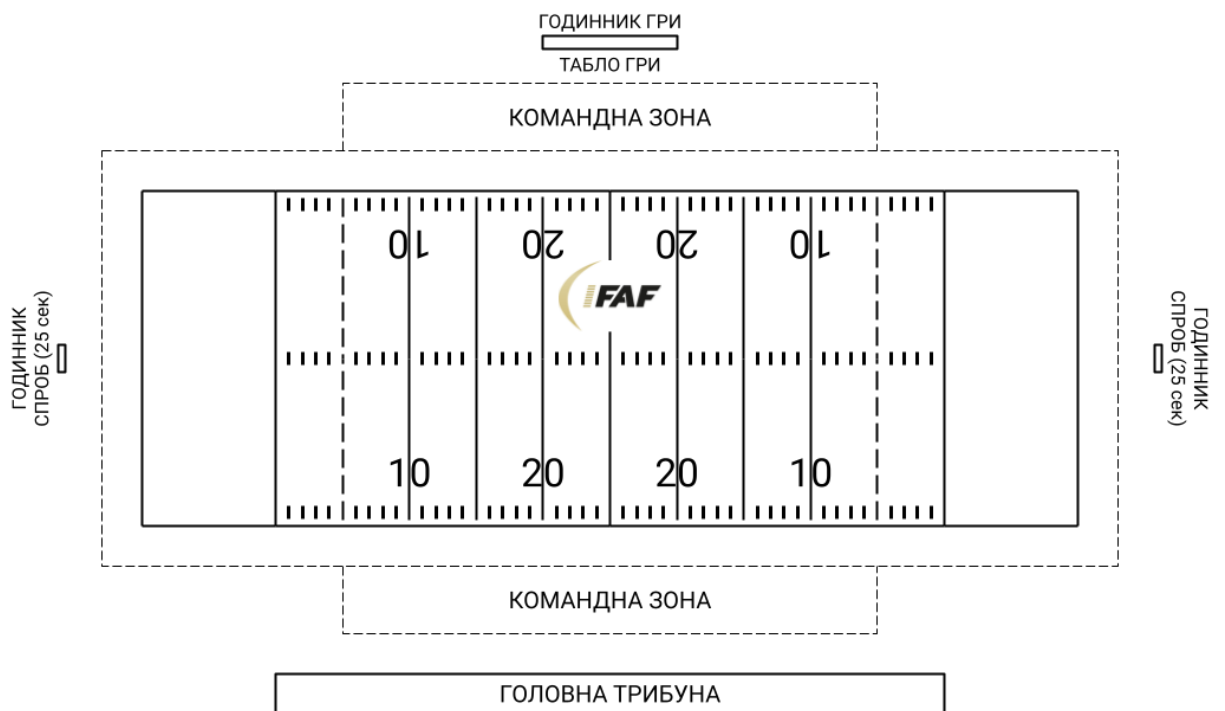 ГОДИННИК ГРИ
ТАБЛО ГРИ
КОМАНДНА ЗОНА
10 20 20 10
IFAF
ГОДИННИК
СПРОБ (25 сек)
ГОДИННИК
СПРОБ (25 сек)
10 20 20 10
КОМАНДНА ЗОНА
ГОЛОВНА ТРИБУНА